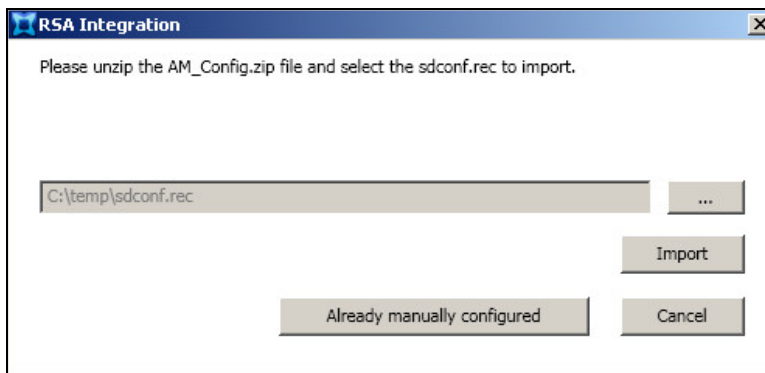 RSA Integration
Please unzip the AM_Config.zip file and select the sdconf.rec to import.
C:\temp\sdconf.rec
...
Import
Already manually configured
Cancel